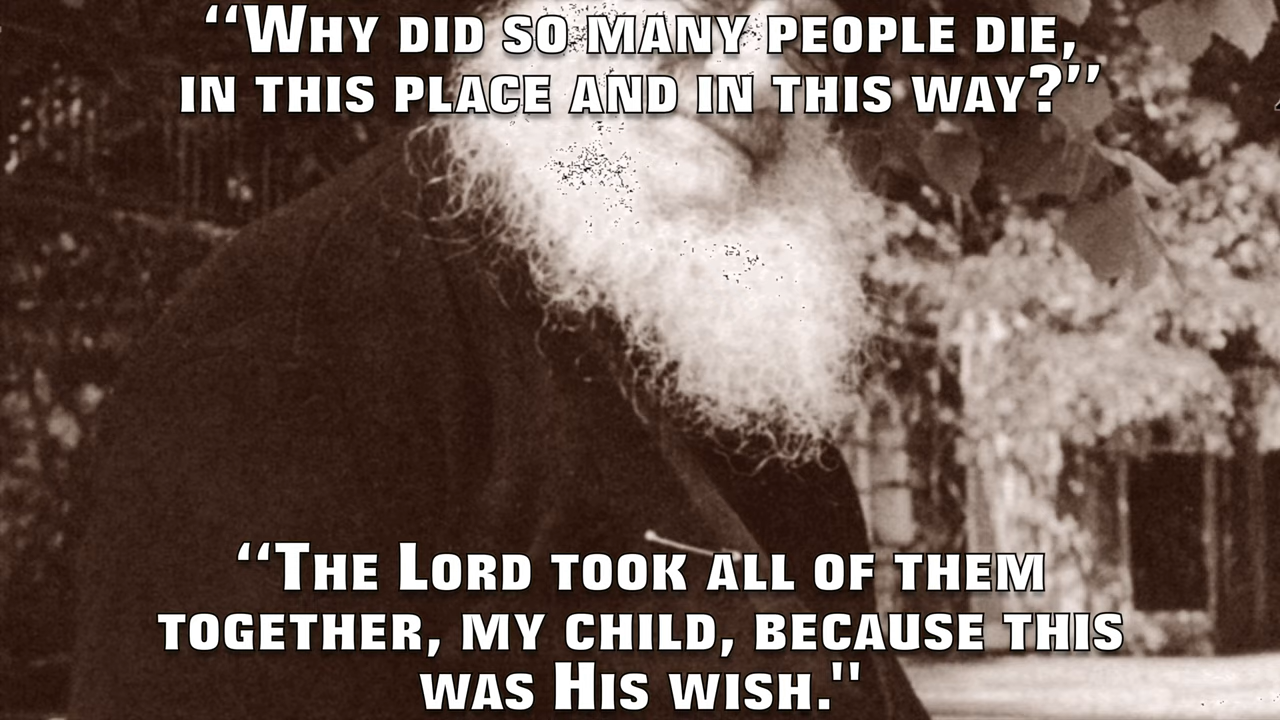 “Why did so many people die,
in this place and in this way?”
“The Lord took all of them
together, my child, because this
was His wish."